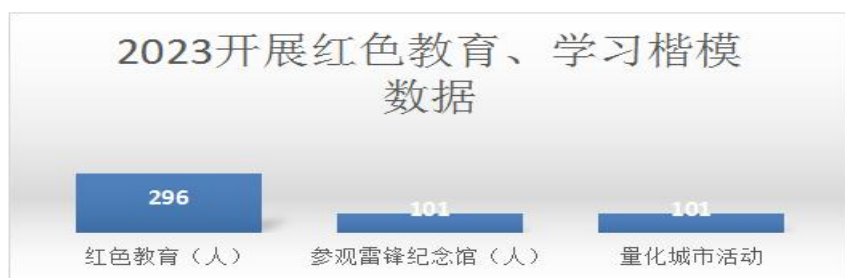 2023开展红色教育、学习楷模
数据
296
101
101
红色教育（人）
参观雷锋纪念馆（人）
量化城市活动